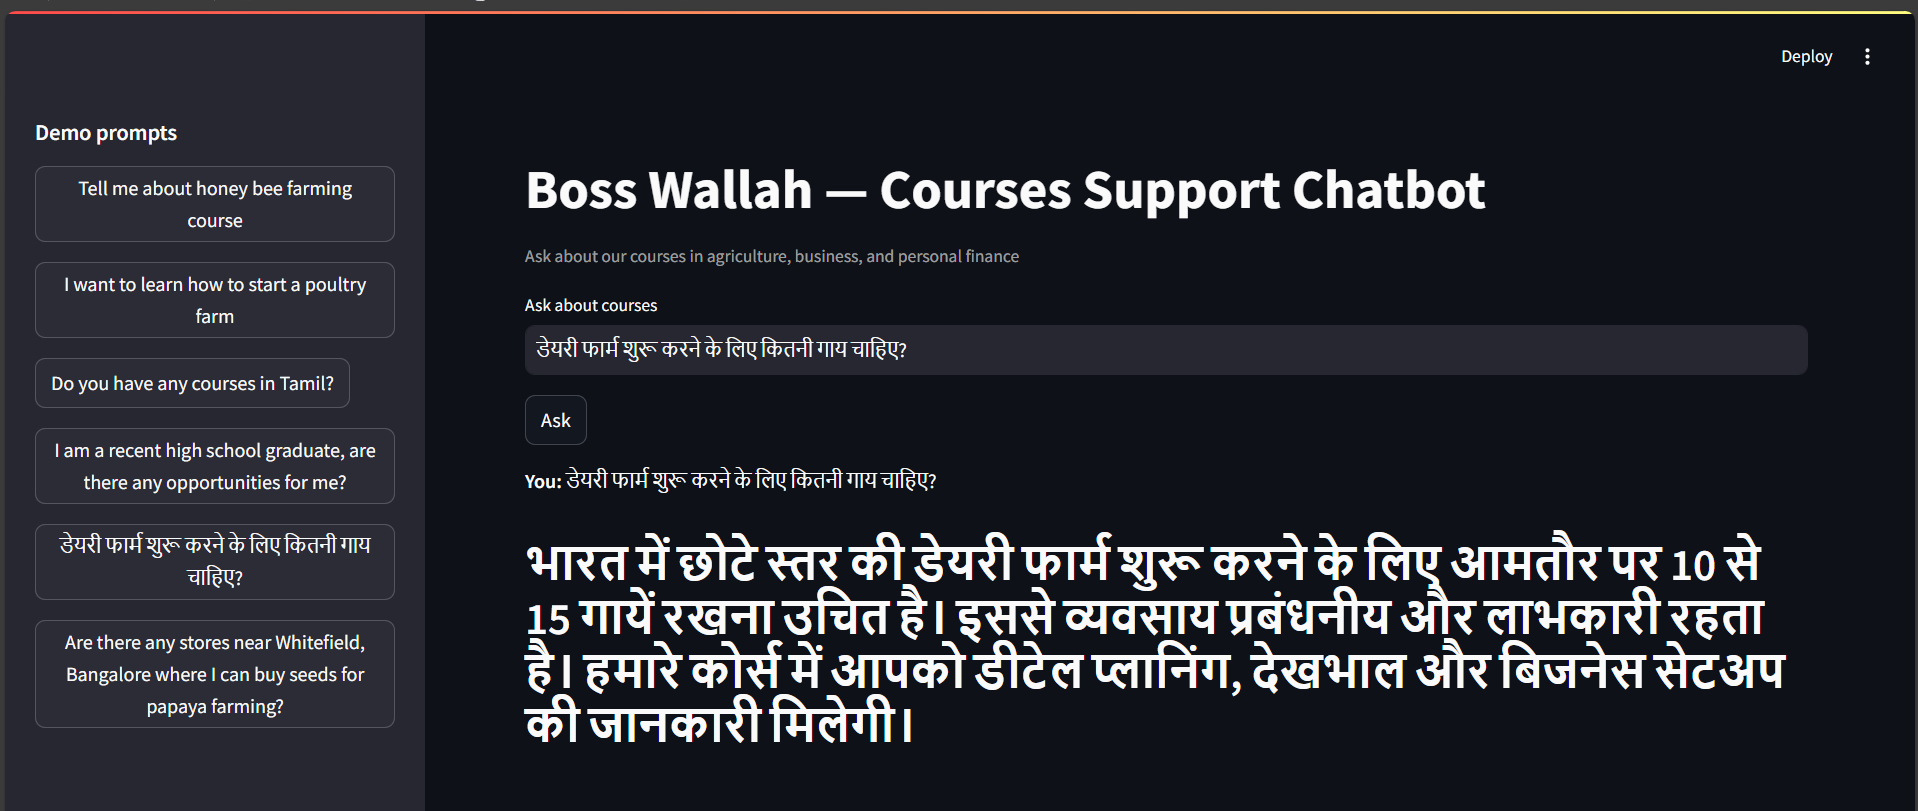 Deploy
Demo prompts
Tell me about honey bee farming
course
I want to learn how to start a poultry
farm
Do you have any courses in Tamil?
I am a recent high school graduate, are
there any opportunities for me?
डेयरी फार्म शुरू करने के लिए कितनी गाय
चाहिए?
Are there any stores near Whitefield,
Bangalore where I can buy seeds for
papaya farming?
Boss Wallah — Courses Support Chatbot
Ask about our courses in agriculture, business, and personal finance
Ask about courses
डेयरी फार्म शुरू करने के लिए कितनी गाय चाहिए?
Ask
You: डेयरी फार्म शुरू करने के लिए कितनी गाय चाहिए?
भारत में छोटे स्तर की डेयरी फार्म शुरू करने के लिए आमतौर पर 10 से
15 गायें रखना उचित है। इससे व्यवसाय प्रबंधनीय और लाभकारी रहता
है। हमारे कोर्स में आपको डीटेल प्लानिंग, देखभाल और बिजनेस सेटअप
की जानकारी मिलेगी।